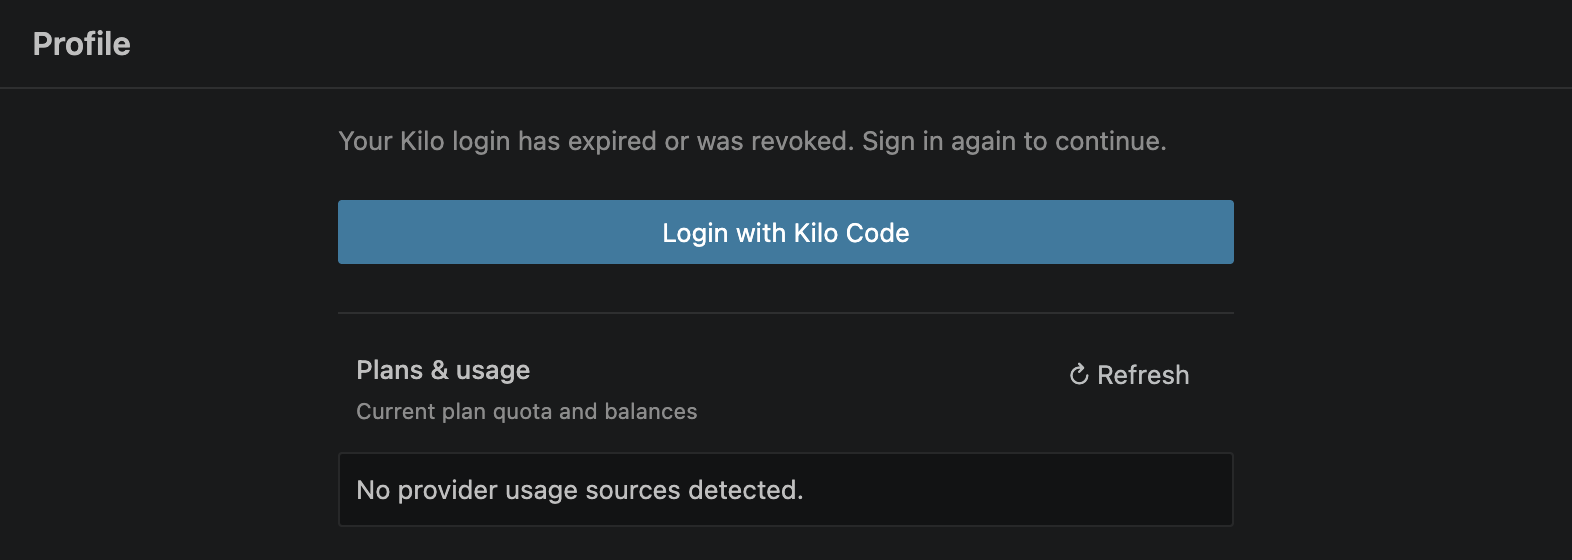 Profile
Your Kilo login has expired or was revoked. Sign in again to continue.
Login with Kilo Code
Plans & usage
Refresh
Current plan quota and balances
No provider usage sources detected.